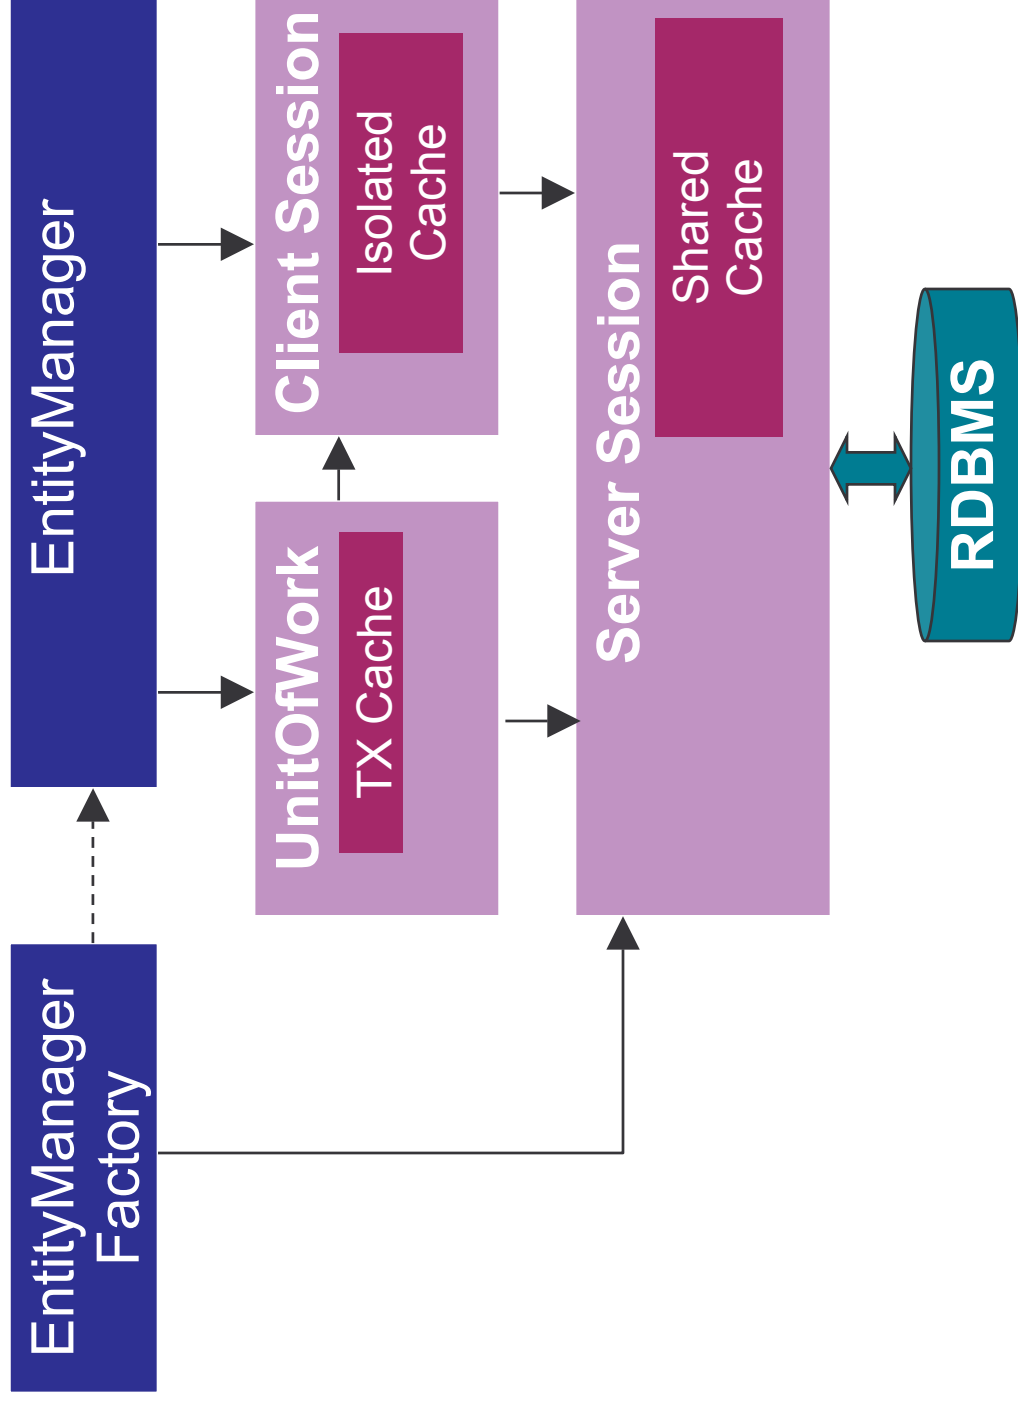 EntityManager
Factory
EntityManager
UnitOfWork
TX Cache
Client Session
Isolated
Cache
Server Session
Shared
Cache
RDBMS